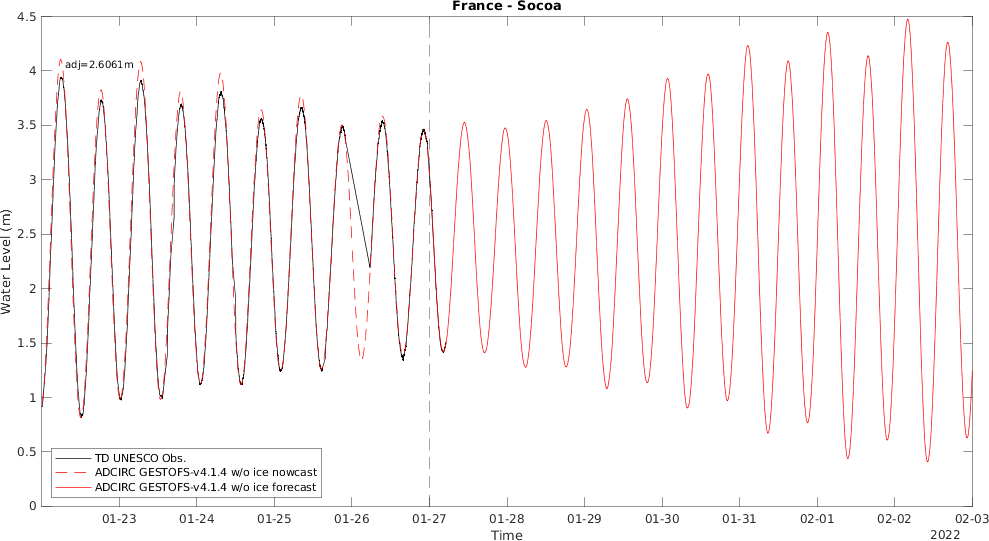 France - Socoa
adj=2.6061m
4.5
4
3.5
3
2.5
2
1.5
1
0.5
0
Water Level (m)
TD UNESCO Obs.
ADCIRC GESTOFS-v4.1.4 w/o ice nowcast
ADCIRC GESTOFS-v4.1.4 w/o ice forecast
01-23 01-24 01-25 01-26 01-27 01-28 01-29 01-30 01-31 02-01 02-02 02-03
Time
2022